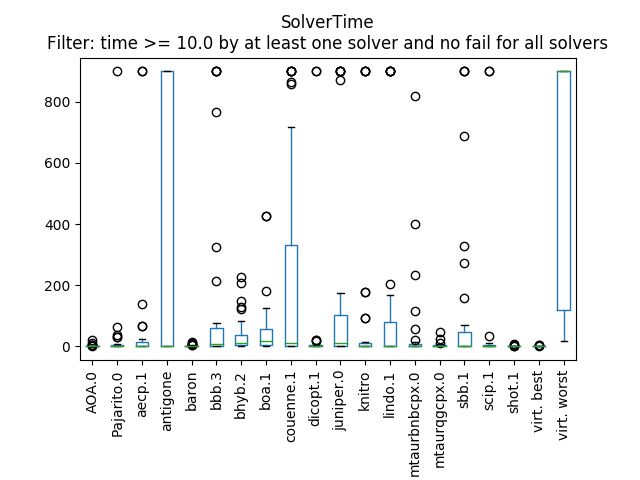 SolverTime
Filter: time >= 10.0 by at least one solver and no fail for all solvers
800
600
400
200
0
AOA.0
Pajarito.0
aecp.1
antigone
baron
bbb.3
bhyb.2
boa.1
couenne.1
dicopt.1
juniper.0
knitro
lindo.1
mtaurbnbcpx.0
mtaurqgcpx.0
sbb.1
scip.1
shot.1
virt. best
virt. worst